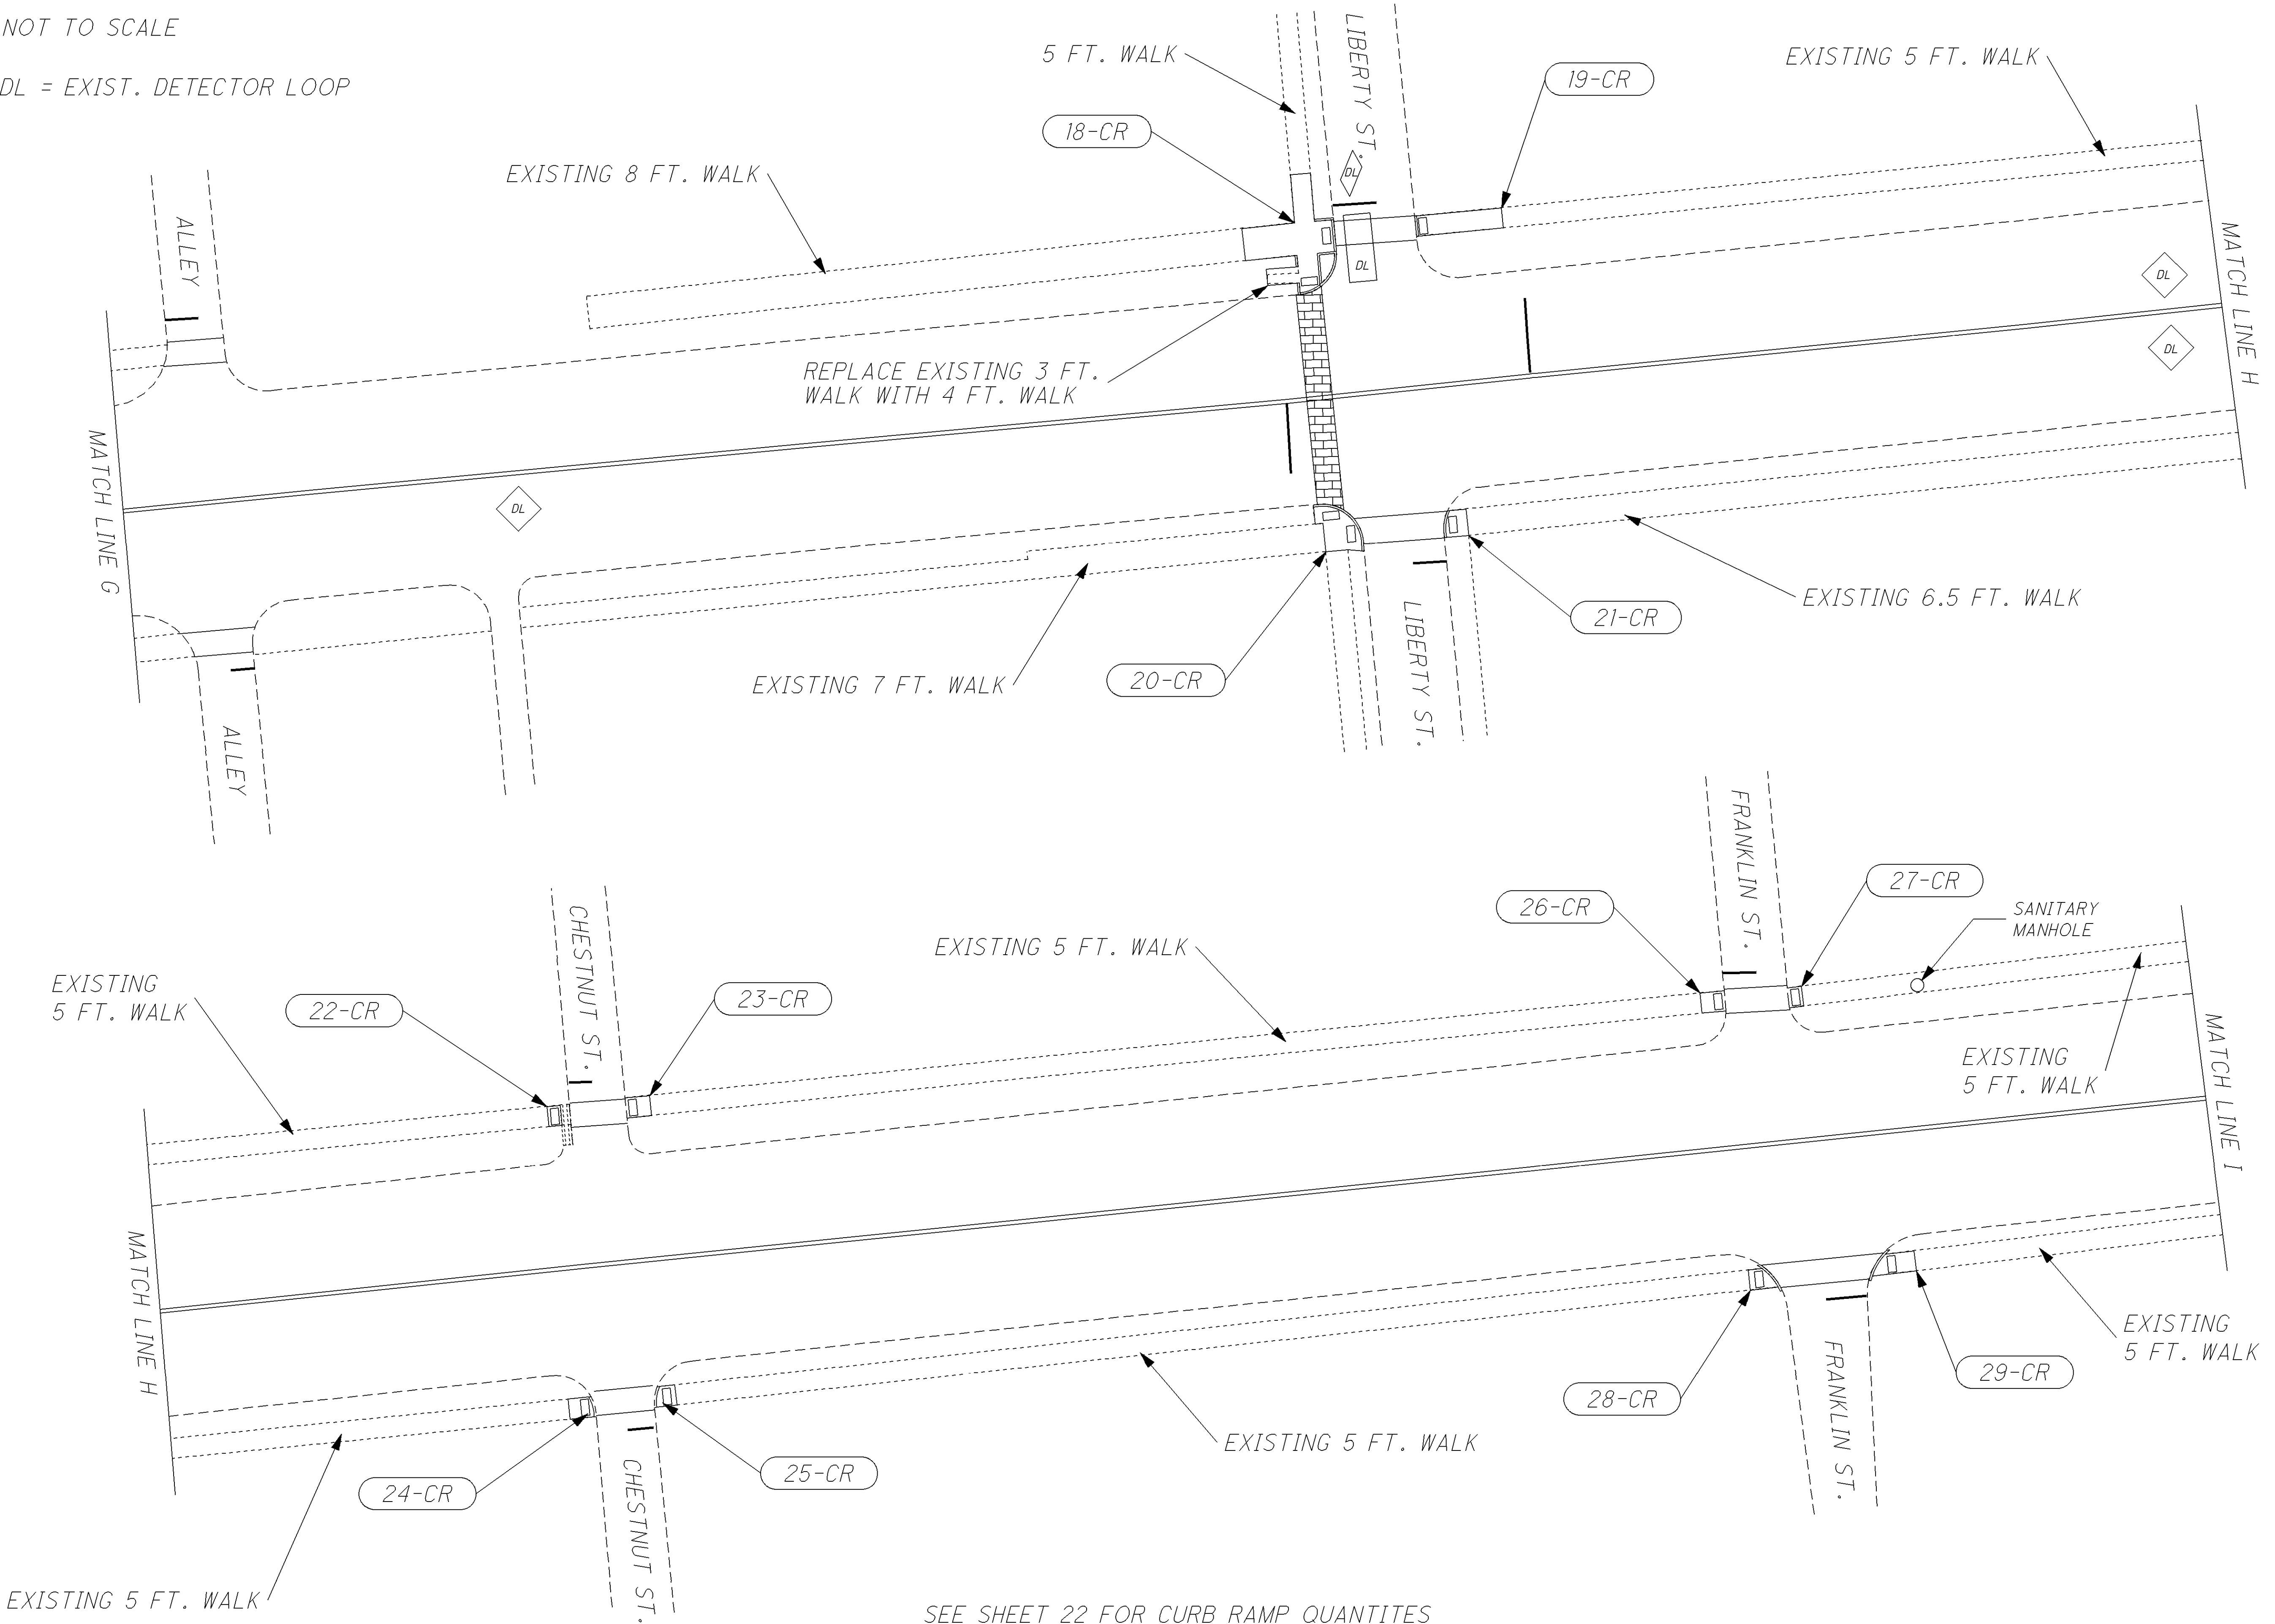 NOT TO SCALE
DL = EXIST. DETECTOR LOOP
5 FT. WALK
LIBERTY ST.
19-CR
EXISTING 5 FT. WALK
18-CR
EXISTING 8 FT. WALK
ALLEY
DL
DL
DL
DL
MATCH LINE H
REPLACE EXISTING 3 FT.
WALK WITH 4 FT. WALK
MATCH LINE G
DL
EXISTING 6.5 FT. WALK
21-CR
LIBERTY ST.
20-CR
EXISTING 7 FT. WALK
ALLEY
FRANKLIN ST.
27-CR
26-CR
SANITARY
MANHOLE
CHESTNUT ST.
EXISTING 5 FT. WALK
EXISTING
5 FT. WALK
22-CR
23-CR
EXISTING
5 FT. WALK
MATCH LINE I
MATCH LINE H
EXISTING
5 FT. WALK
29-CR
28-CR
FRANKLIN ST.
EXISTING 5 FT. WALK
25-CR
24-CR
CHESTNUT ST.
EXISTING 5 FT. WALK
SEE SHEET 22 FOR CURB RAMP QUANTITES